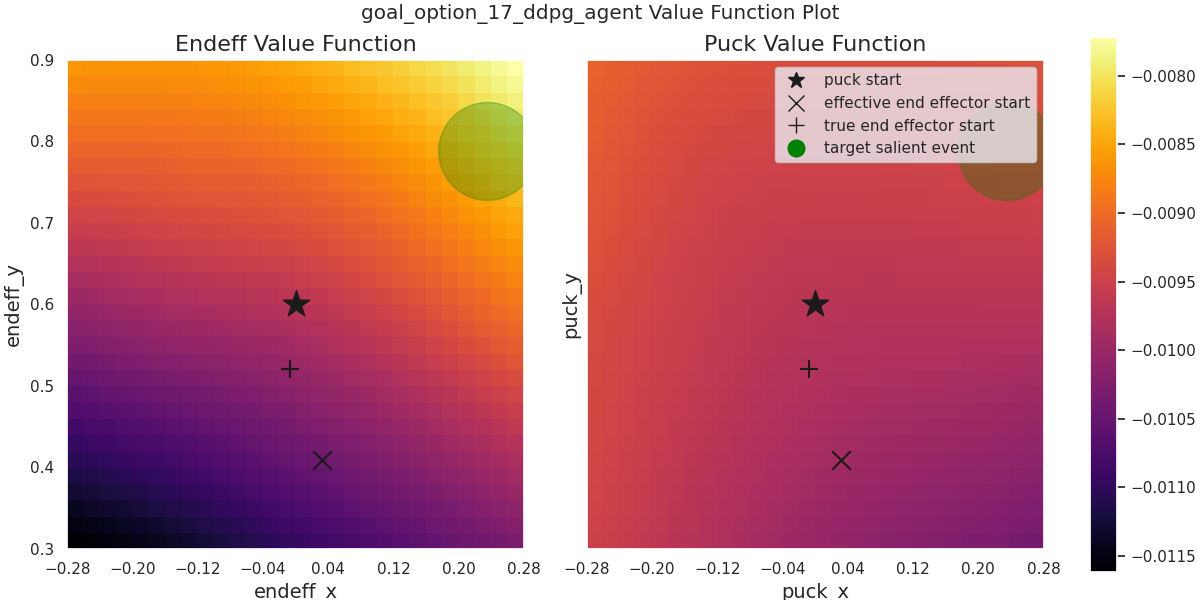 goal_option_17_ddpg_agent Value Function Plot
Endeff Value Function
0.9
0.8
0.7
0.6
0.5
0.4
0.3
endeff_y
−0.28 −0.20 −0.12 −0.04 0.04 0.12 0.20 0.28
endeff_x
Puck Value Function
puck start
effective end effector start
true end effector start
target salient event
puck_y
−0.28 −0.20 −0.12 −0.04 0.04 0.12 0.20 0.28
puck_x
−0.0080
−0.0085
−0.0090
−0.0095
−0.0100
−0.0105
−0.0110
−0.0115